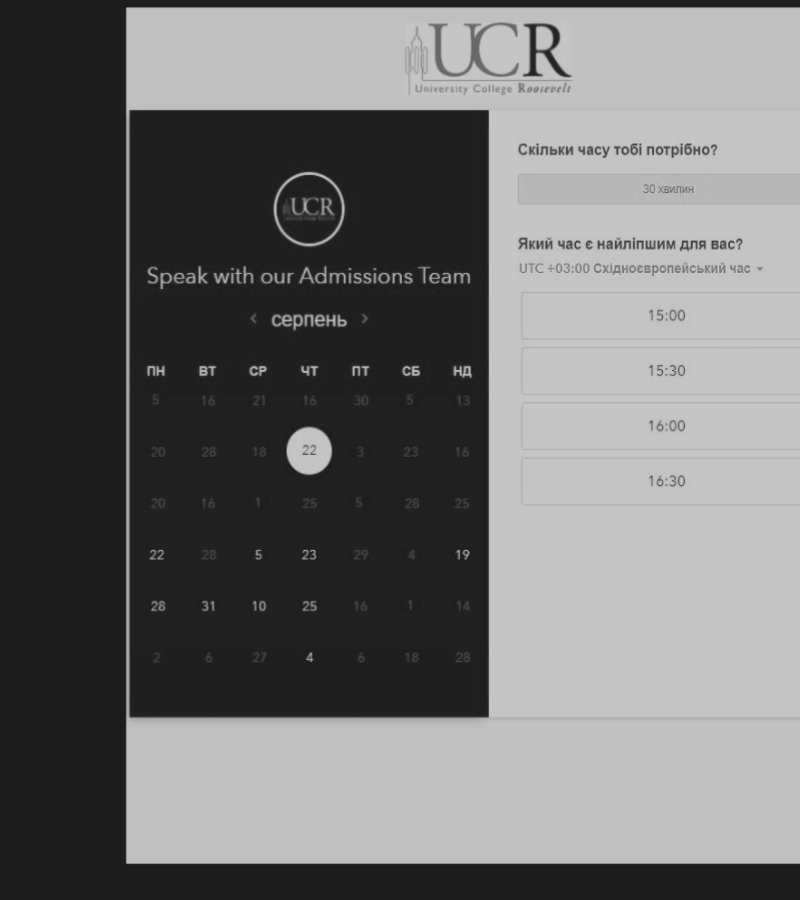 UCR
University College Roosevelt
UCR
Speak with our Admissions Team
‹ серпень ›
ПН ВТ СР ЧТ ПТ СБ НД
5 16 21 16 30 5 13
20 28 18 22 3 23 16
20 16 1 25 5 28 25
22 28 5 23 29 4 19
28 31 10 25 16 1 14
2 6 27 4 6 18 28
Скільки часу тобі потрібно?
30 хвилин
Який час є найліпшим для вас?
UTC +03:00 Східноєвропейський час
15:00
15:30
16:00
16:30